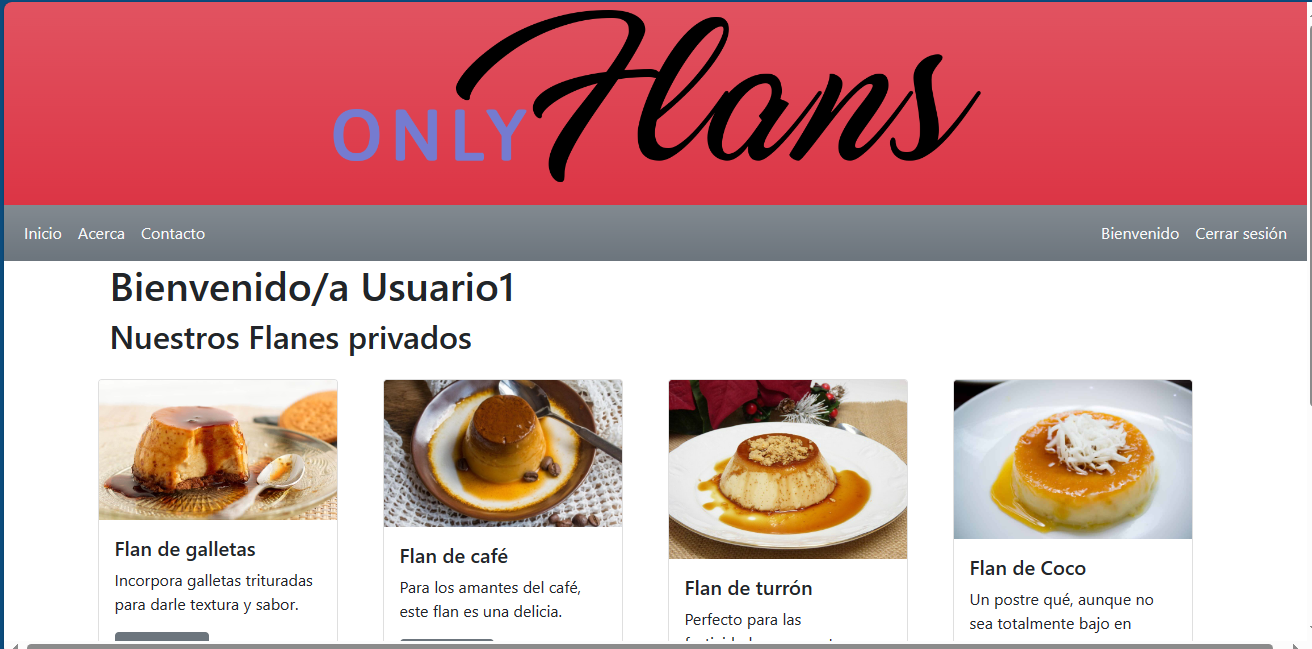 ONLY Flans
Inicio Acerca Contacto Bienvenido Cerrar sesión
Bienvenido/a Usuario1
Nuestros Flanes privados
Flan de galletas
Incorpora galletas trituradas
para darle textura y sabor.
Flan de café
Para los amantes del café,
este flan es una delicia.
Flan de turrón
Perfecto para las
Flan de Coco
Un postre qué, aunque no
sea totalmente bajo en